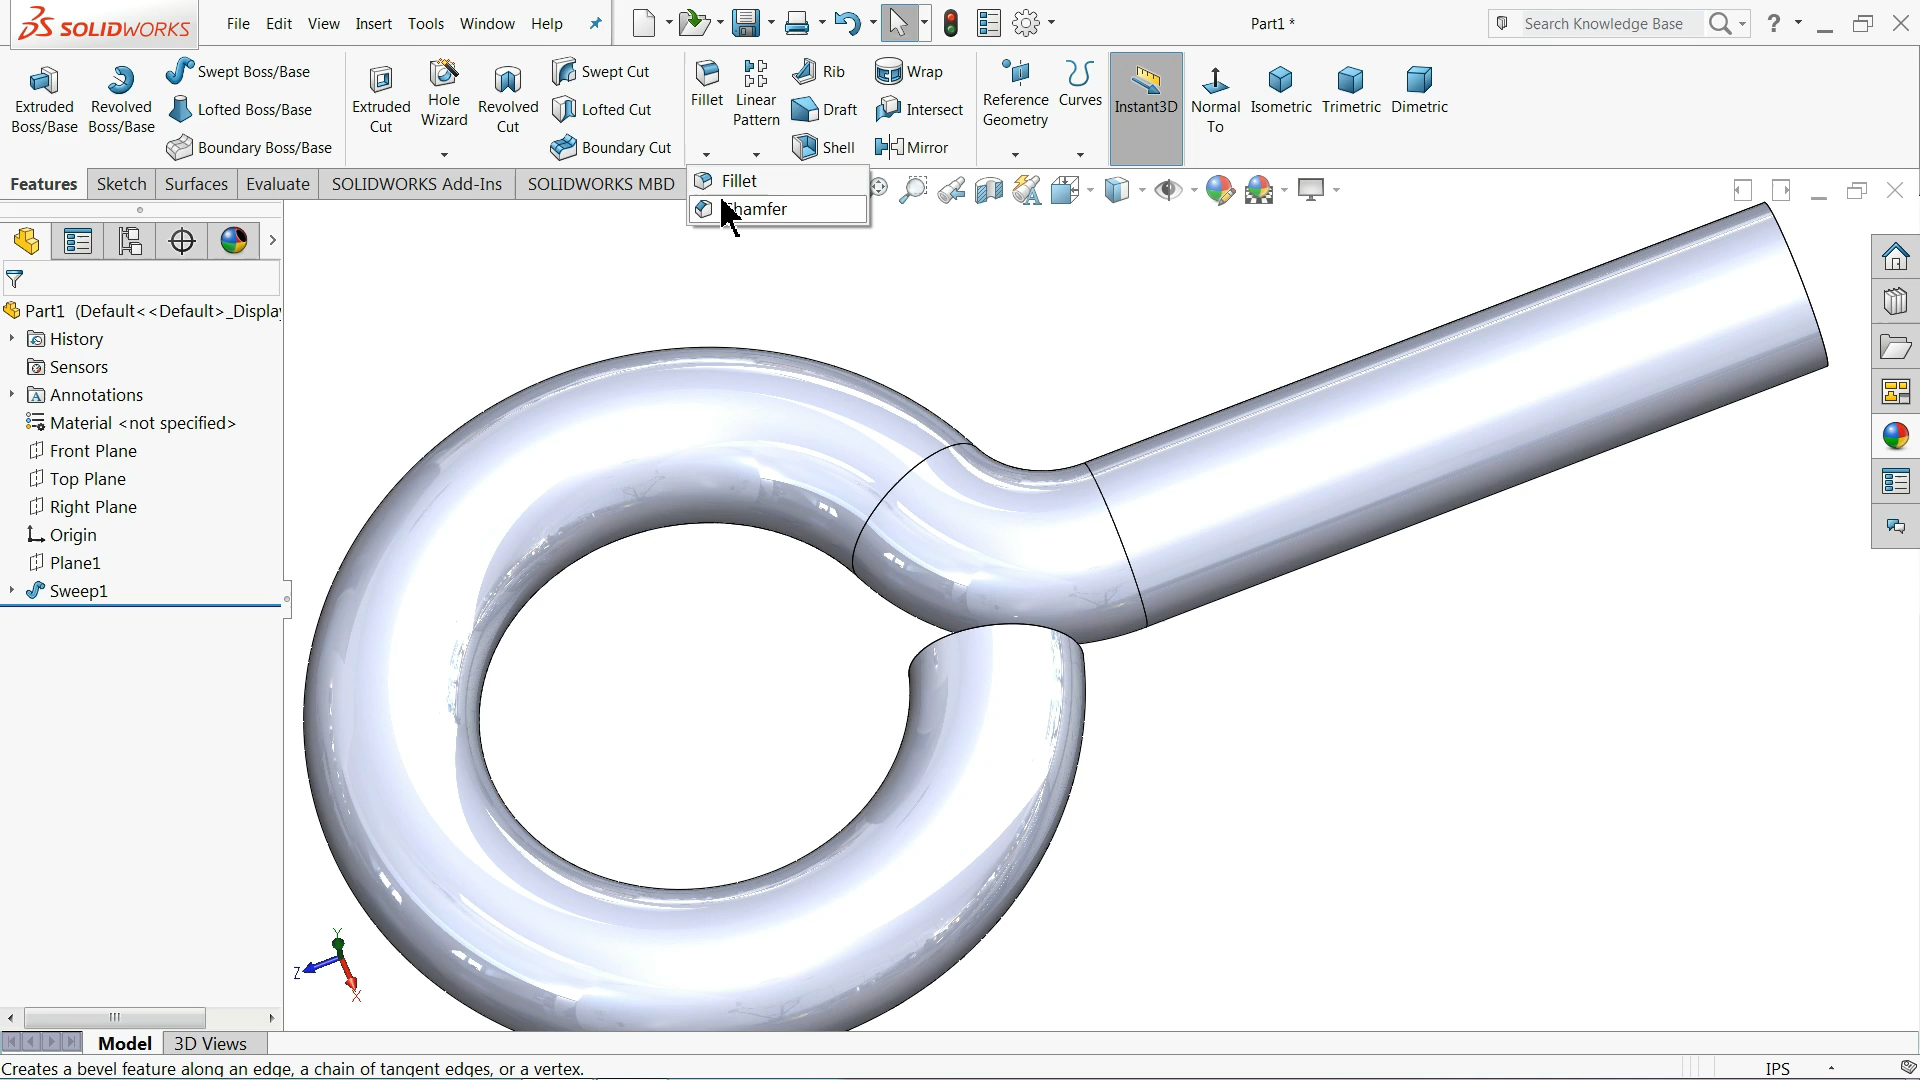 SOLIDWORKS
File Edit View Insert Tools Window Help
Part1 *
Search Knowledge Base
?
Extruded Boss/Base
Revolved Boss/Base
Swept Boss/Base
Lofted Boss/Base
Boundary Boss/Base
Extruded Cut
Hole Wizard
Revolved Cut
Swept Cut
Lofted Cut
Boundary Cut
Fillet
Linear Pattern
Rib
Draft
Shell
Wrap
Intersect
Mirror
Reference Geometry
Curves
Instant3D
Normal To
Isometric
Trimetric
Dimetric
Features Sketch Surfaces Evaluate SOLIDWORKS Add-Ins SOLIDWORKS MBD
Fillet
hamfer
Part1 (Default<<Default>_Displa
History
Sensors
A Annotations
Material <not specified>
Front Plane
Top Plane
Right Plane
Origin
Plane1
Sweep1
Y
Z
X
Model 3D Views
Creates a bevel feature along an edge, a chain of tangent edges, or a vertex.
IPS